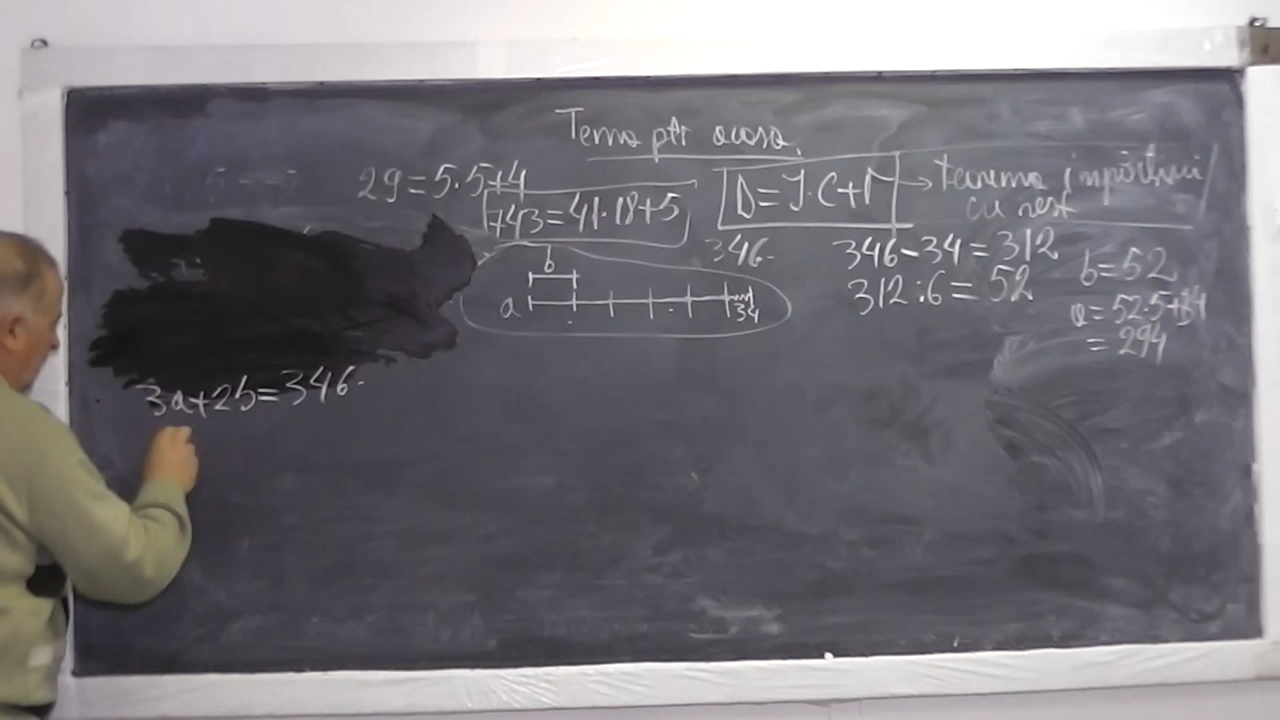 Tema ptr acasa.
29=5·5+4
743=41·18+5
D=Î·C+r → teorema împărțirii
cu rest
346-
b
a
34
346-34=312
312:6=52
b=52
a=52·5+34
=294
3a+2b=346-